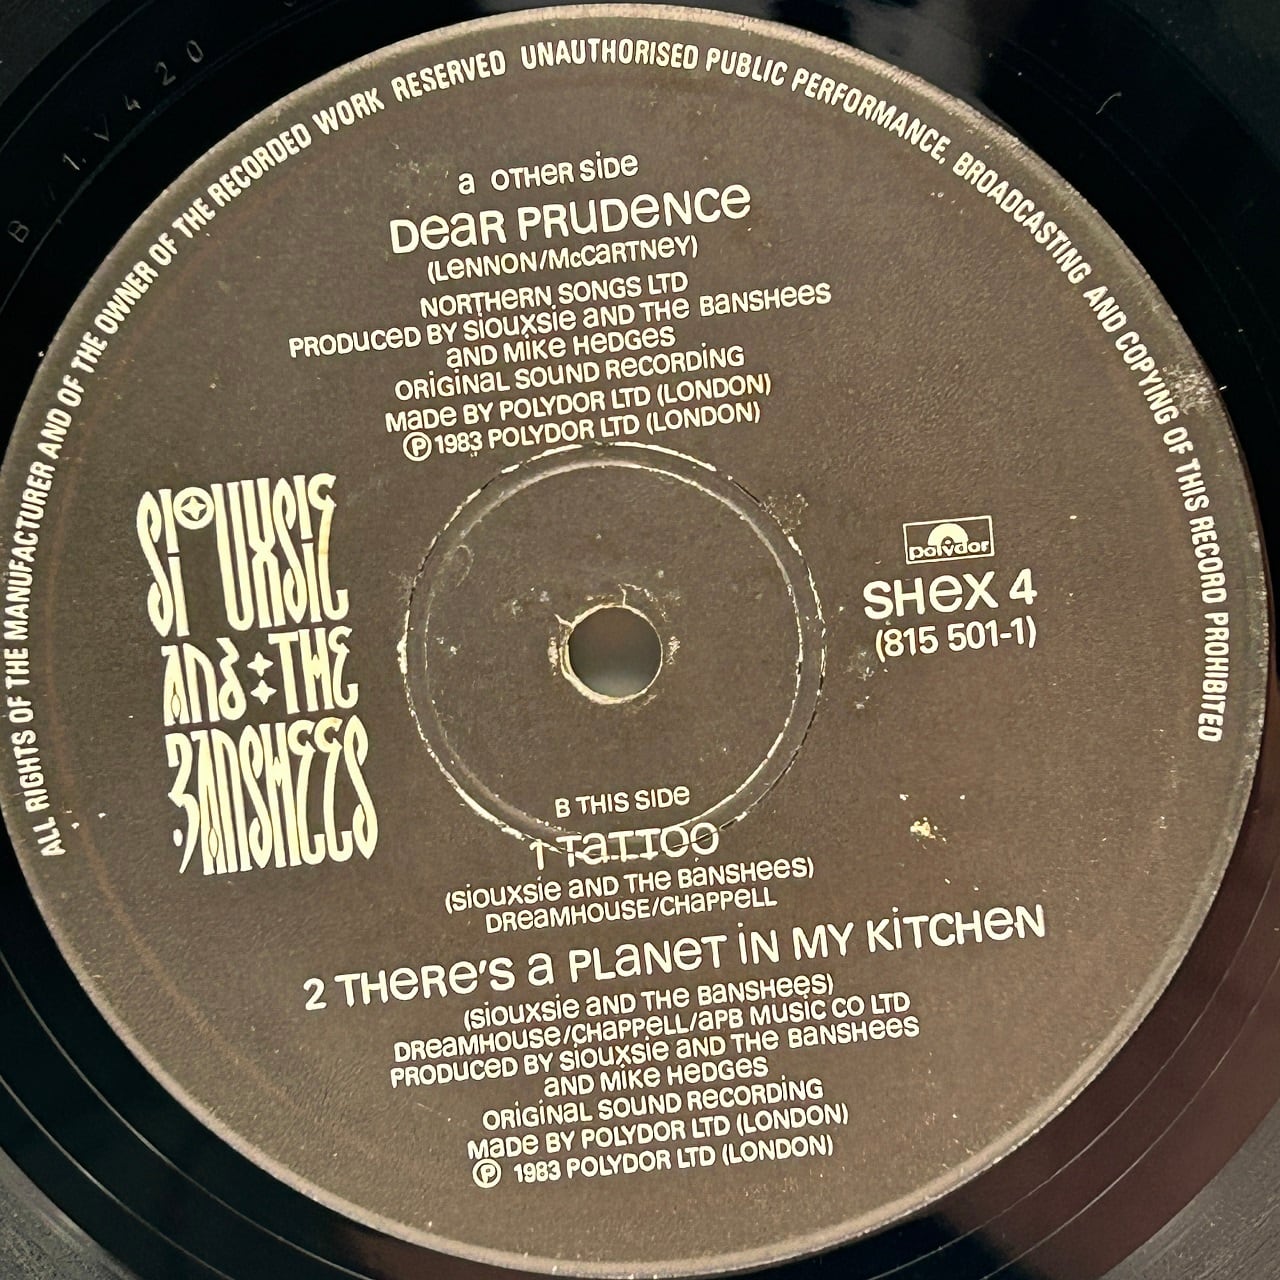 ALL RIGHTS OF THE MANUFACTURER AND OF THE OWNER OF THE RECORDED WORK RESERVED UNAUTHORISED PUBLIC PERFORMANCE, BROADCASTING AND COPYING OF THIS RECORD PROHIBITED
a OTHER SIDE
DEAR PRUDENCE
(LENNON/McCARTNEY)
NORTHERN SONGS LTD
PRODUCED BY SIOUXSIE AND THE BANSHEES
AND MIKE HEDGES
ORIGINAL SOUND RECORDING
MADE BY POLYDOR LTD (LONDON)
℗ 1983 POLYDOR LTD (LONDON)
SIOUXSIE
AND THE
BANSHEES
polydor
SHEX 4
(815 501-1)
B THIS SIDE
1 TATTOO
(SIOUXSIE AND THE BANSHEES)
DREAMHOUSE/CHAPPELL
2 THERE'S A PLANET IN MY KITCHEN
(SIOUXSIE AND THE BANSHEES)
DREAMHOUSE/CHAPPELL/APB MUSIC CO LTD
PRODUCED BY SIOUXSIE AND THE BANSHEES
AND MIKE HEDGES
ORIGINAL SOUND RECORDING
MADE BY POLYDOR LTD (LONDON)
℗ 1983 POLYDOR LTD (LONDON)